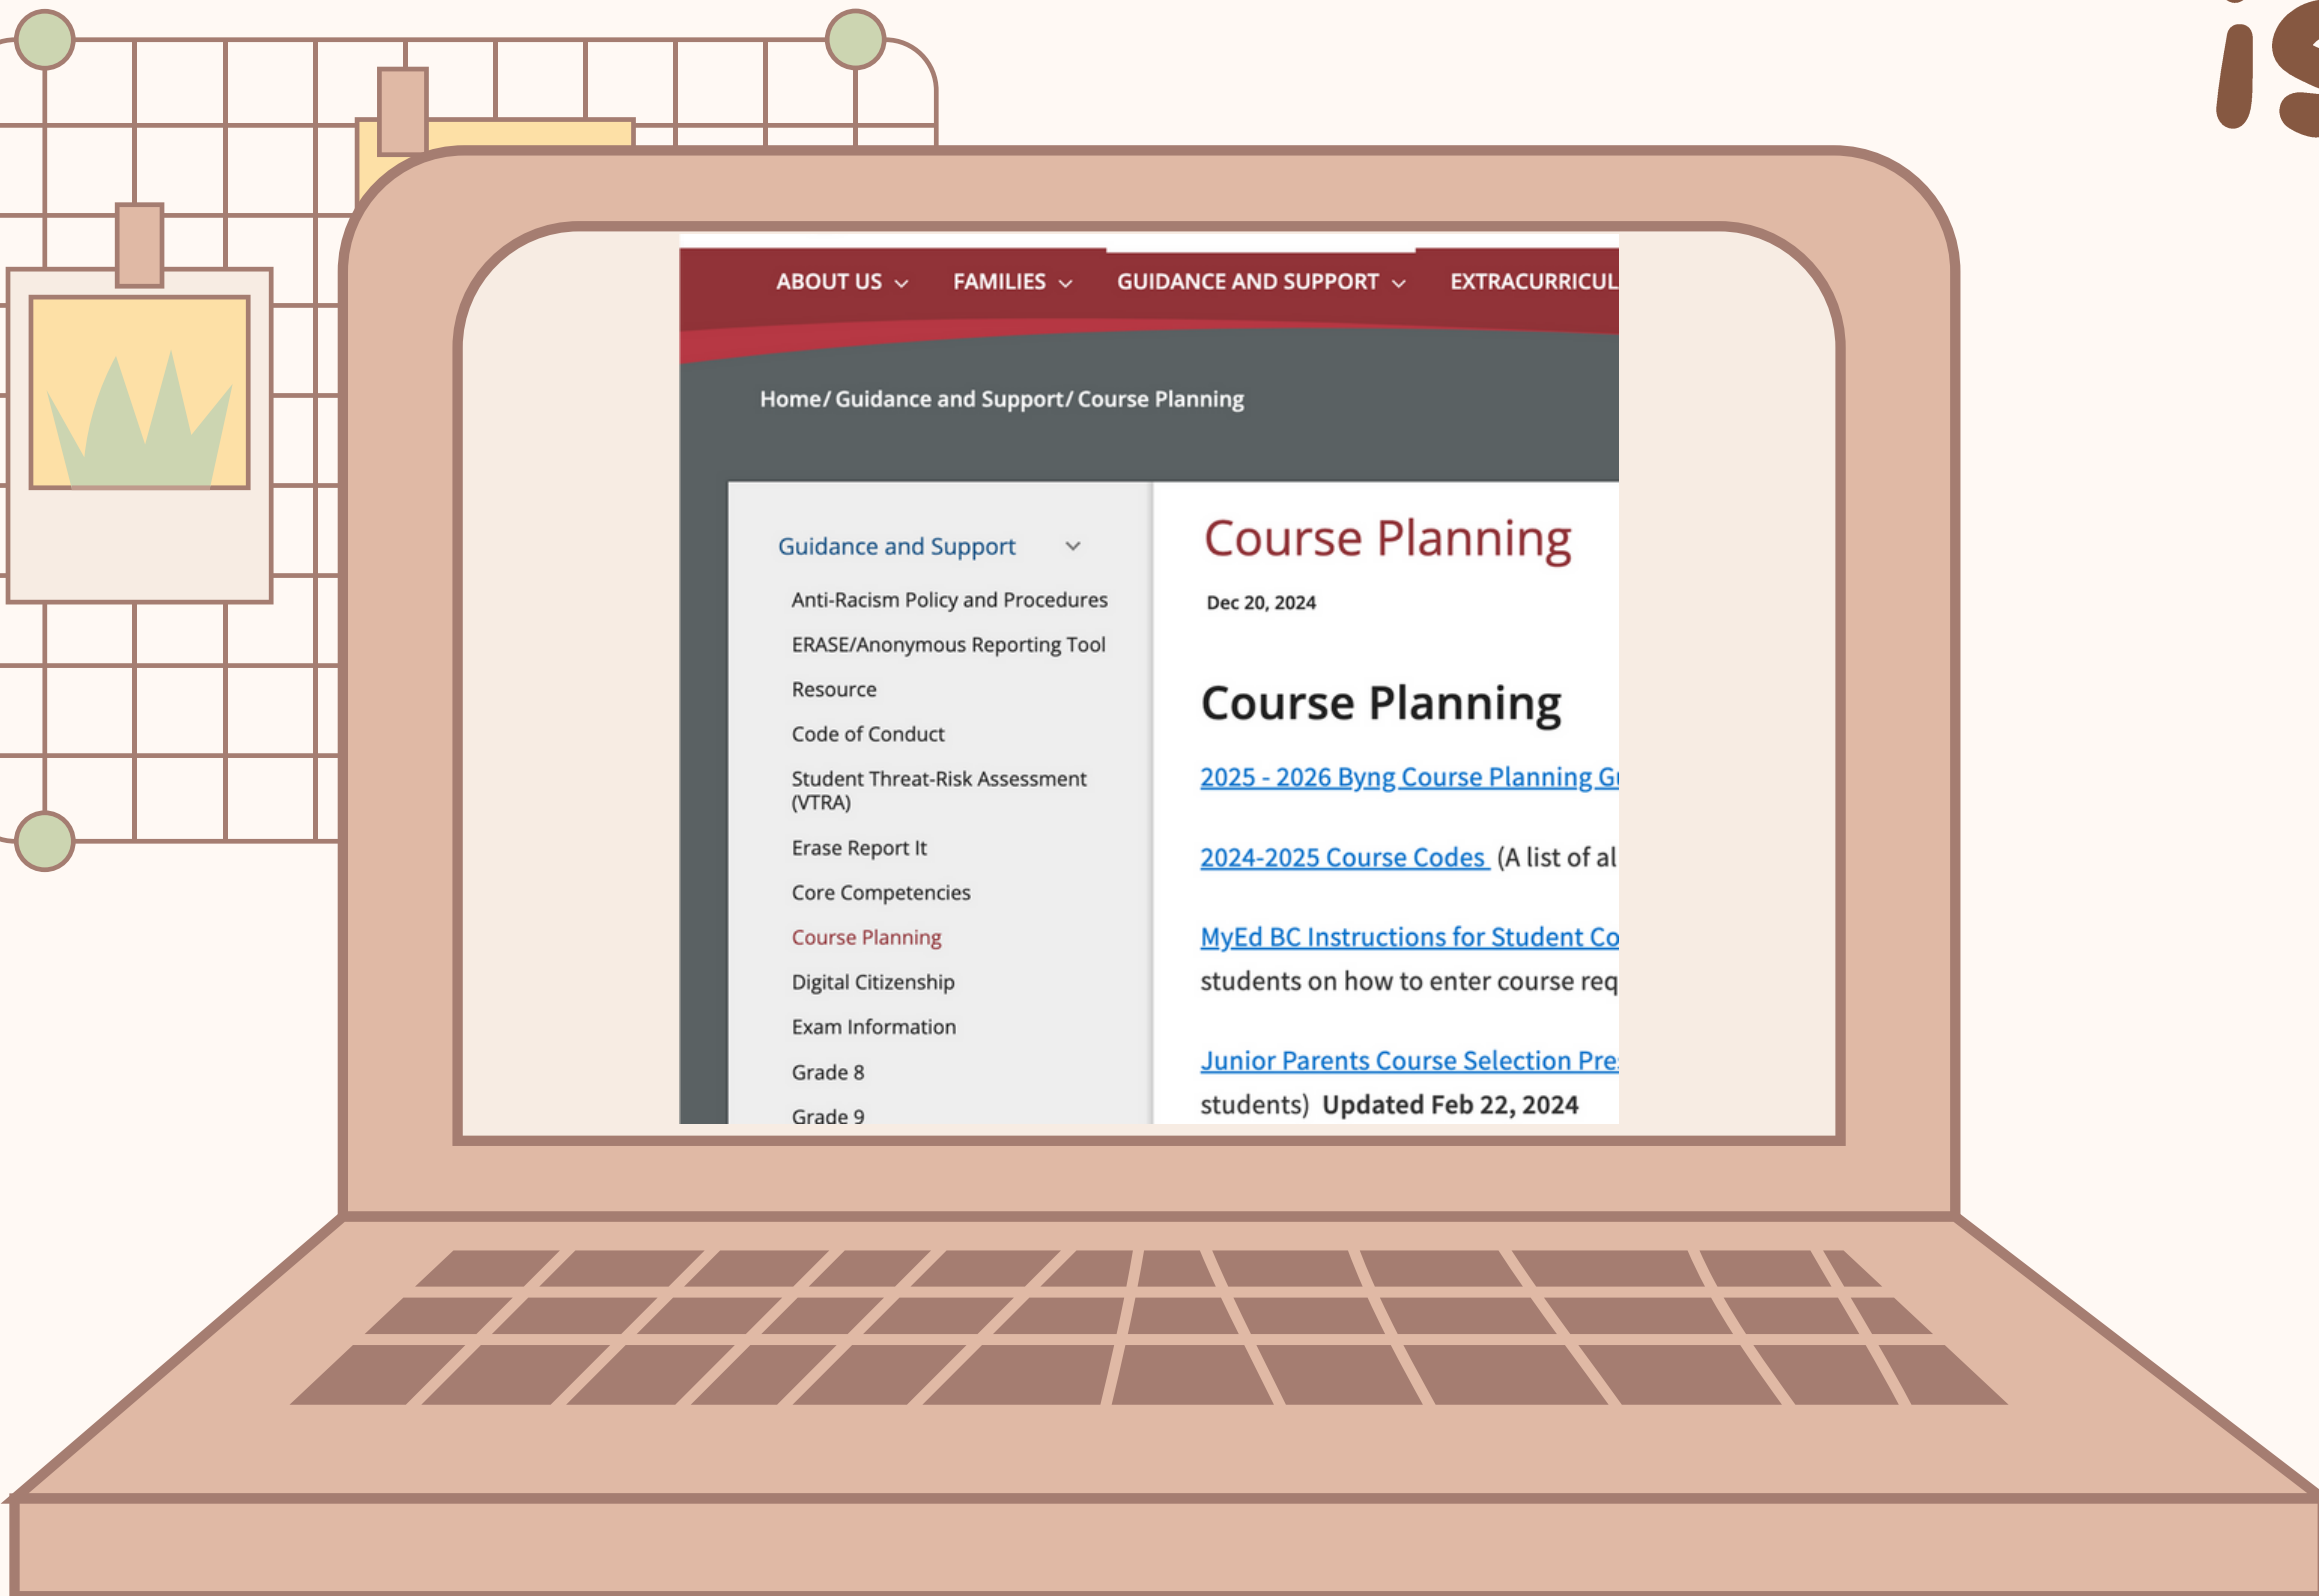 is
ABOUT US
FAMILIES
GUIDANCE AND SUPPORT
EXTRACURRICUL
Home/ Guidance and Support/ Course Planning
Guidance and Support
Anti-Racism Policy and Procedures
ERASE/Anonymous Reporting Tool
Resource
Code of Conduct
Student Threat-Risk Assessment
(VTRA)
Erase Report It
Core Competencies
Course Planning
Digital Citizenship
Exam Information
Grade 8
Grade 9
Course Planning
Dec 20, 2024
Course Planning
2025 - 2026 Byng Course Planning
2024-2025 Course Codes (A list of al
MyEd BC Instructions for Student Co
students on how to enter course req
Junior Parents Course Selection Pre
students) Updated Feb 22, 2024